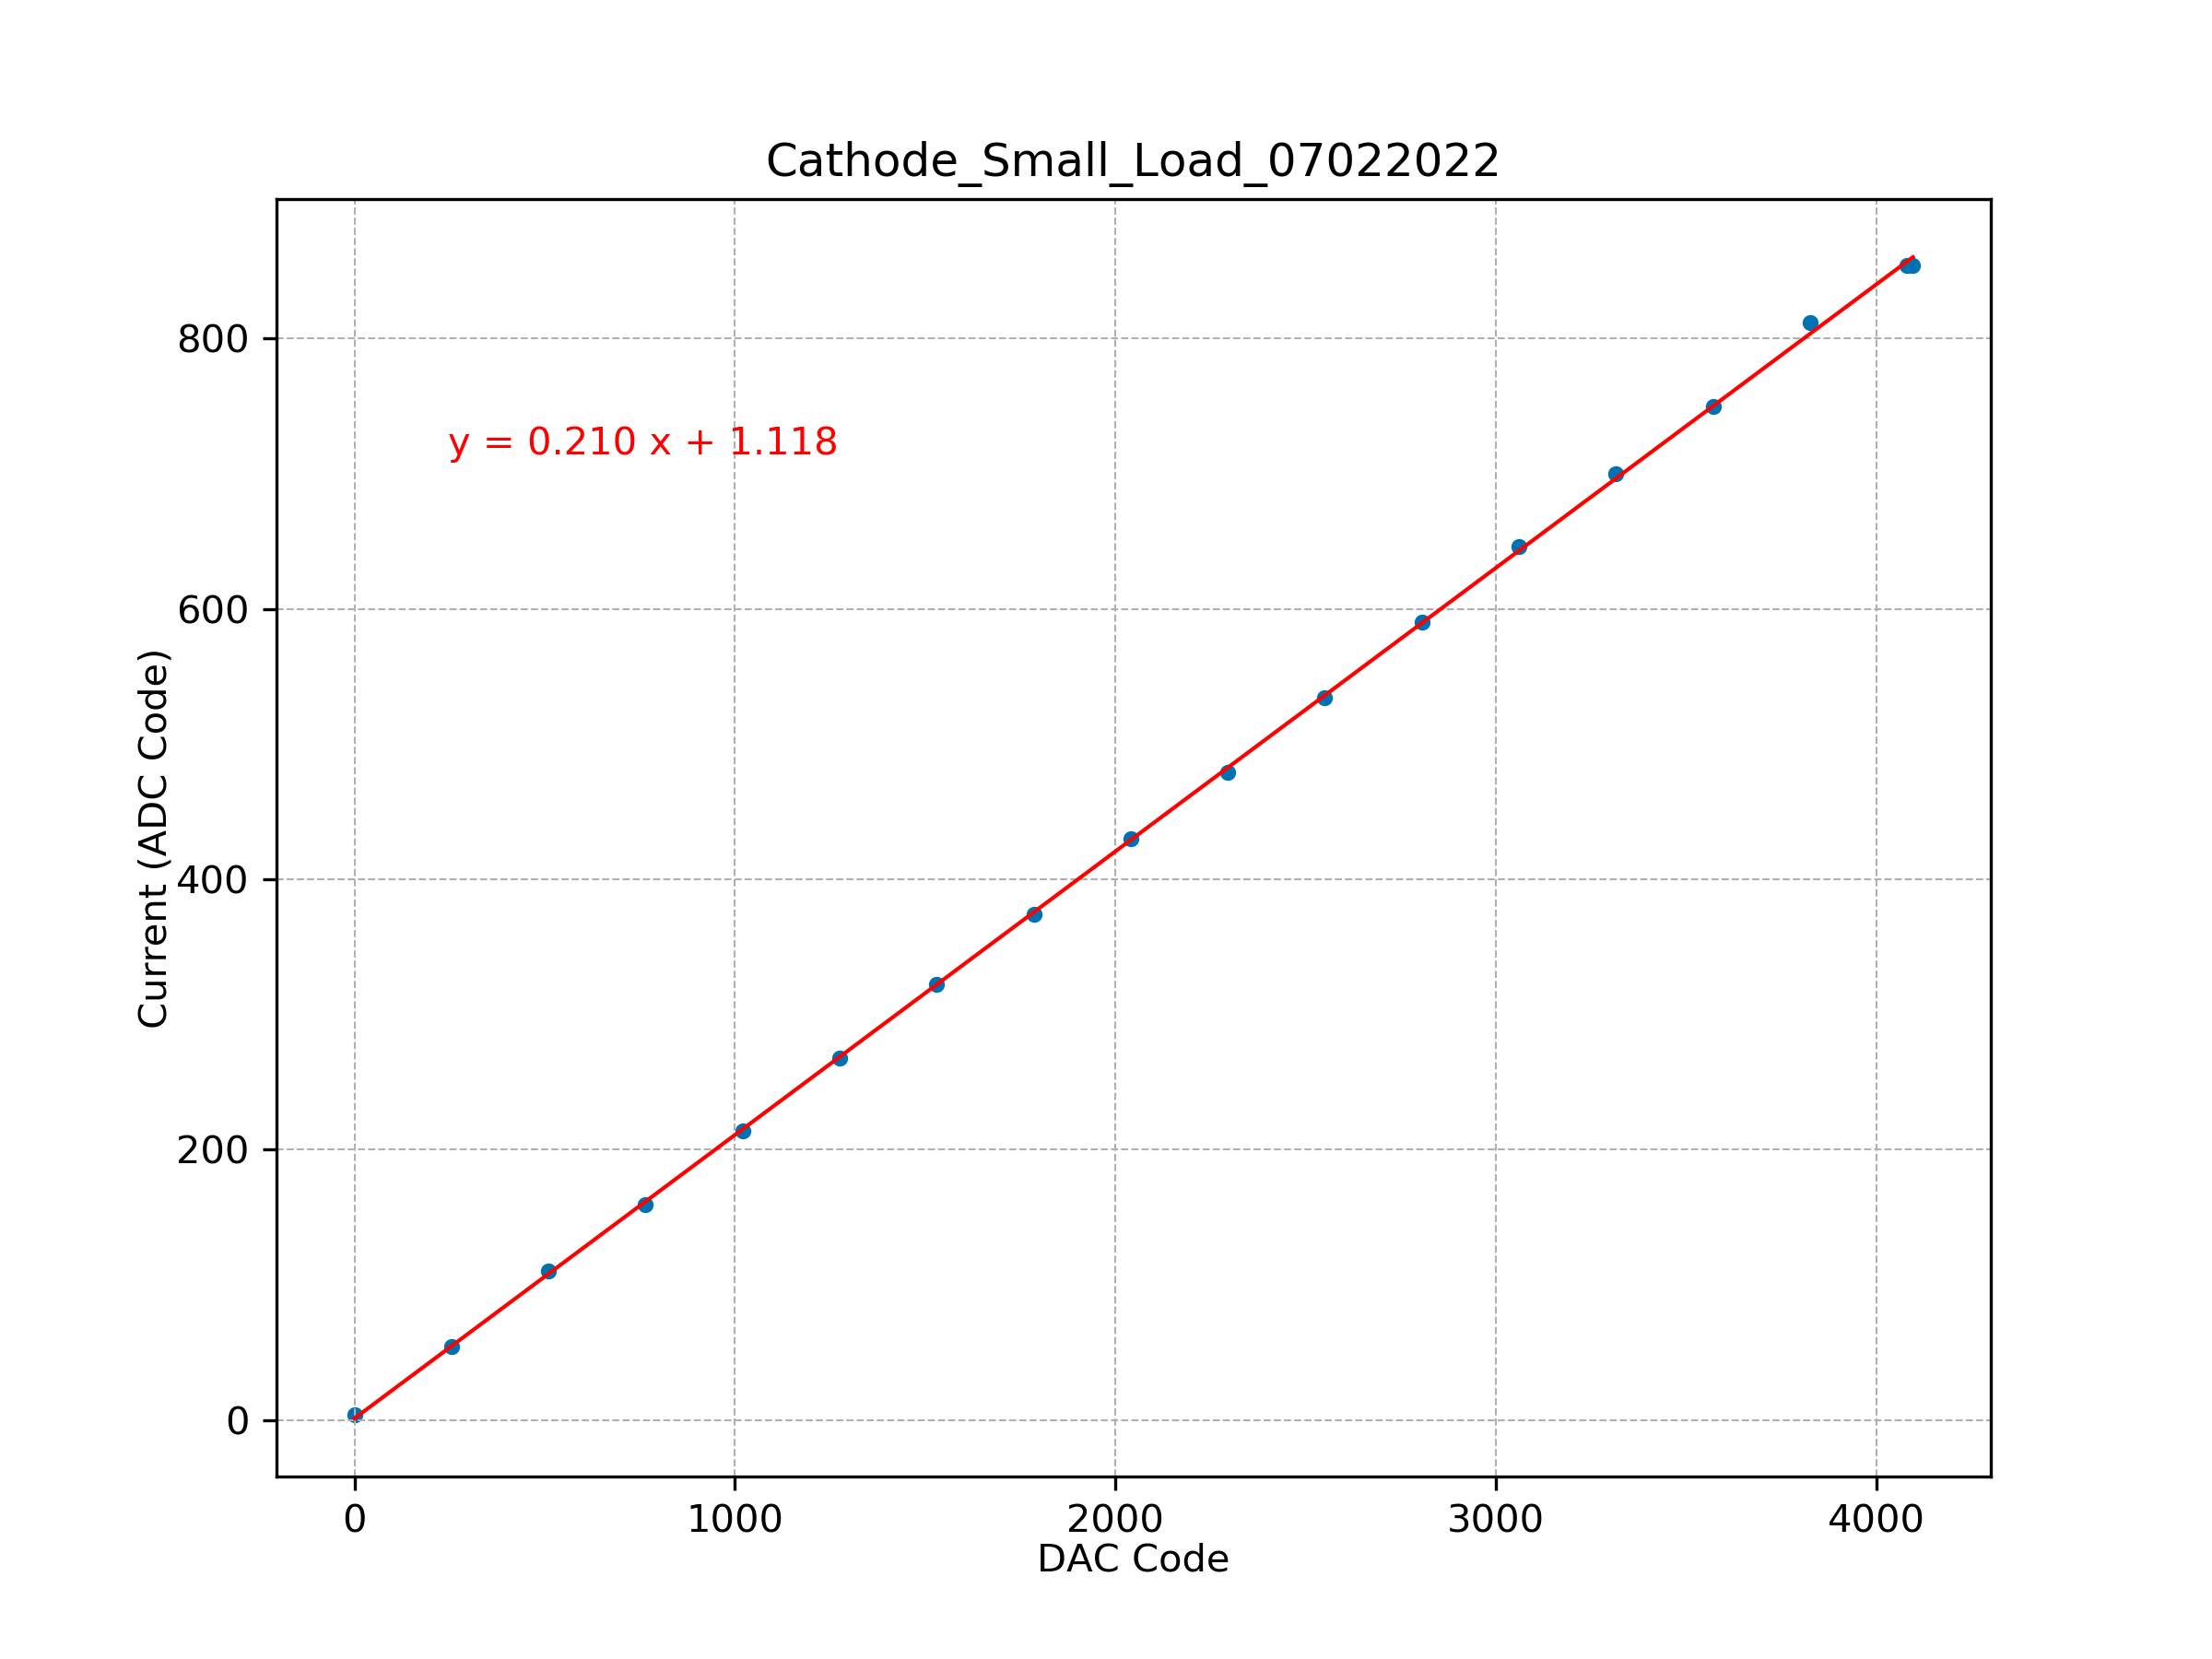 Cathode_Small_Load_07022022
800
600
400
200
0
y = 0.210 x + 1.118
Current (ADC Code)
0 1000 2000 3000 4000
DAC Code